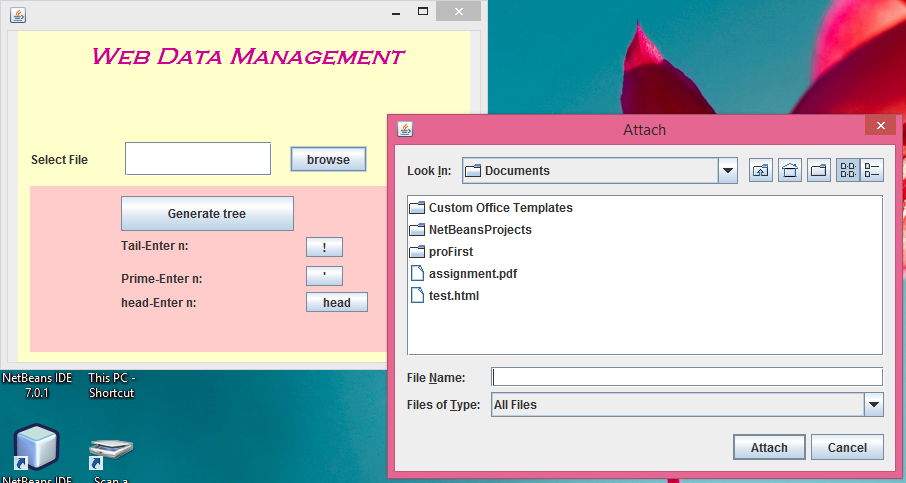 Web Data Management
Select File
browse
Generate tree
Tail-Enter n:
!
Prime-Enter n:
'
head-Enter n:
head
Attach
Look In:
Documents
Custom Office Templates
NetBeansProjects
proFirst
assignment.pdf
test.html
File Name:
Files of Type:
All Files
Attach
Cancel
NetBeans IDE
7.0.1
This PC -
Shortcut
NetBeans IDE
Scan a